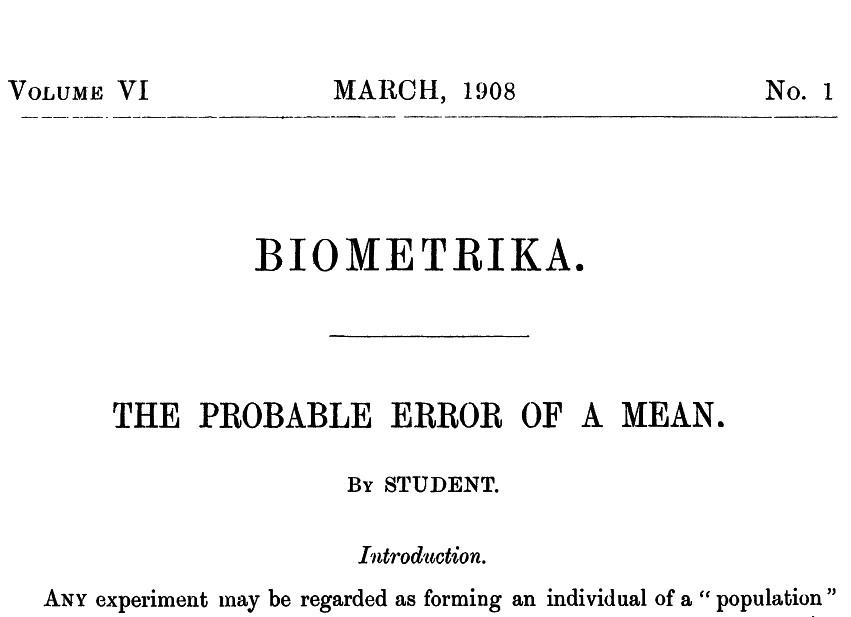 VOLUME VI MARCH, 1908 No. 1
BIOMETRIKA.
THE PROBABLE ERROR OF A MEAN.
BY STUDENT.
Introduction.
ANY experiment may be regarded as forming an individual of a “ population ”